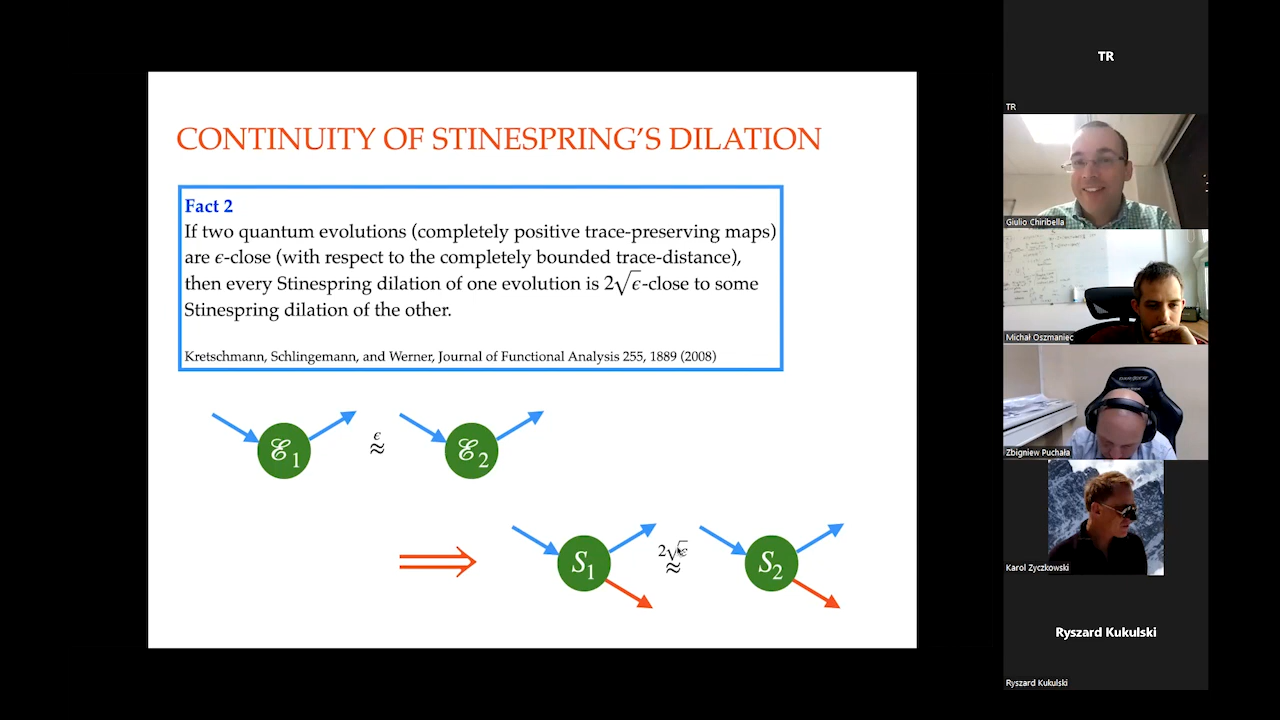 CONTINUITY OF STINESPRING'S DILATION
Fact 2
If two quantum evolutions (completely positive trace-preserving maps)
are ϵ-close (with respect to the completely bounded trace-distance),
then every Stinespring dilation of one evolution is 2√ϵ-close to some
Stinespring dilation of the other.
Kretschmann, Schlingemann, and Werner, Journal of Functional Analysis 255, 1889 (2008)
ℰ1 ϵ ≈ ℰ2
⟹ S1 2√ϵ ≈ S2
TR
TR
Giulio Chiribella
Michał Oszmaniec
Zbigniew Puchała
Karol Zyczkowski
Ryszard Kukulski
Ryszard Kukulski